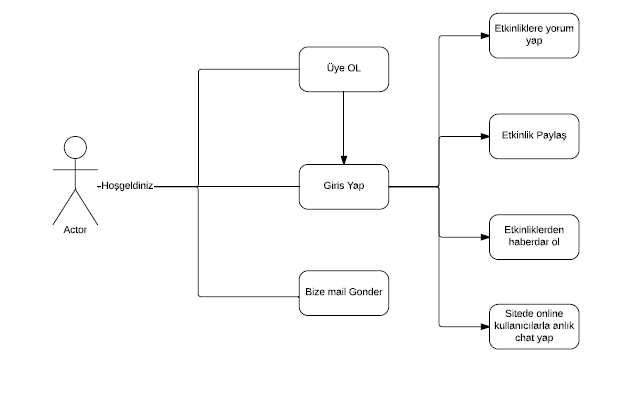 Etkinliklere yorum
yap
Üye OL
Etkinlik Paylaş
Hoşgeldiniz
Giris Yap
Actor
Etkinliklerden
haberdar ol
Bize mail Gonder
Sitede online
kullanıcılarla anlık
chat yap